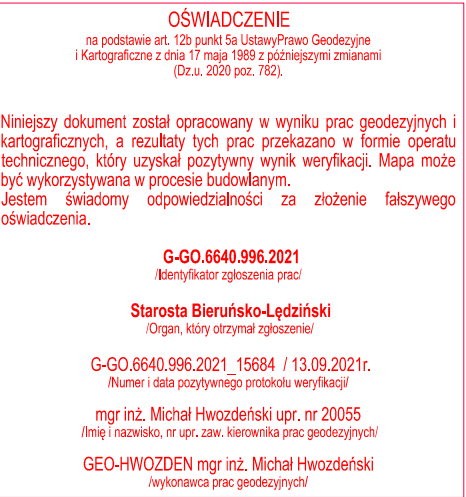 OŚWIADCZENIE
na podstawie art. 12b punkt 5a UstawyPrawo Geodezyjne
i Kartograficzne z dnia 17 maja 1989 z późniejszymi zmianami
(Dz.u. 2020 poz. 782).
Niniejszy dokument został opracowany w wyniku prac geodezyjnych i
kartograficznych, a rezultaty tych prac przekazano w formie operatu
technicznego, który uzyskał pozytywny wynik weryfikacji. Mapa może
być wykorzystywana w procesie budowlanym.
Jestem świadomy odpowiedzialności za złożenie fałszywego
oświadczenia.
G-GO.6640.996.2021
/Identyfikator zgłoszenia prac/
Starosta Bieruńsko-Lędziński
/Organ, który otrzymał zgłoszenie/
G-GO.6640.996.2021_15684 / 13.09.2021r.
/Numer i data pozytywnego protokołu weryfikacji/
mgr inż. Michał Hwozdeński upr. nr 20055
/Imię i nazwisko, nr upr. zaw. kierownika prac geodezyjnych/
GEO-HWOZDEN mgr inż. Michał Hwozdeński
/wykonawca prac geodezyjnych/